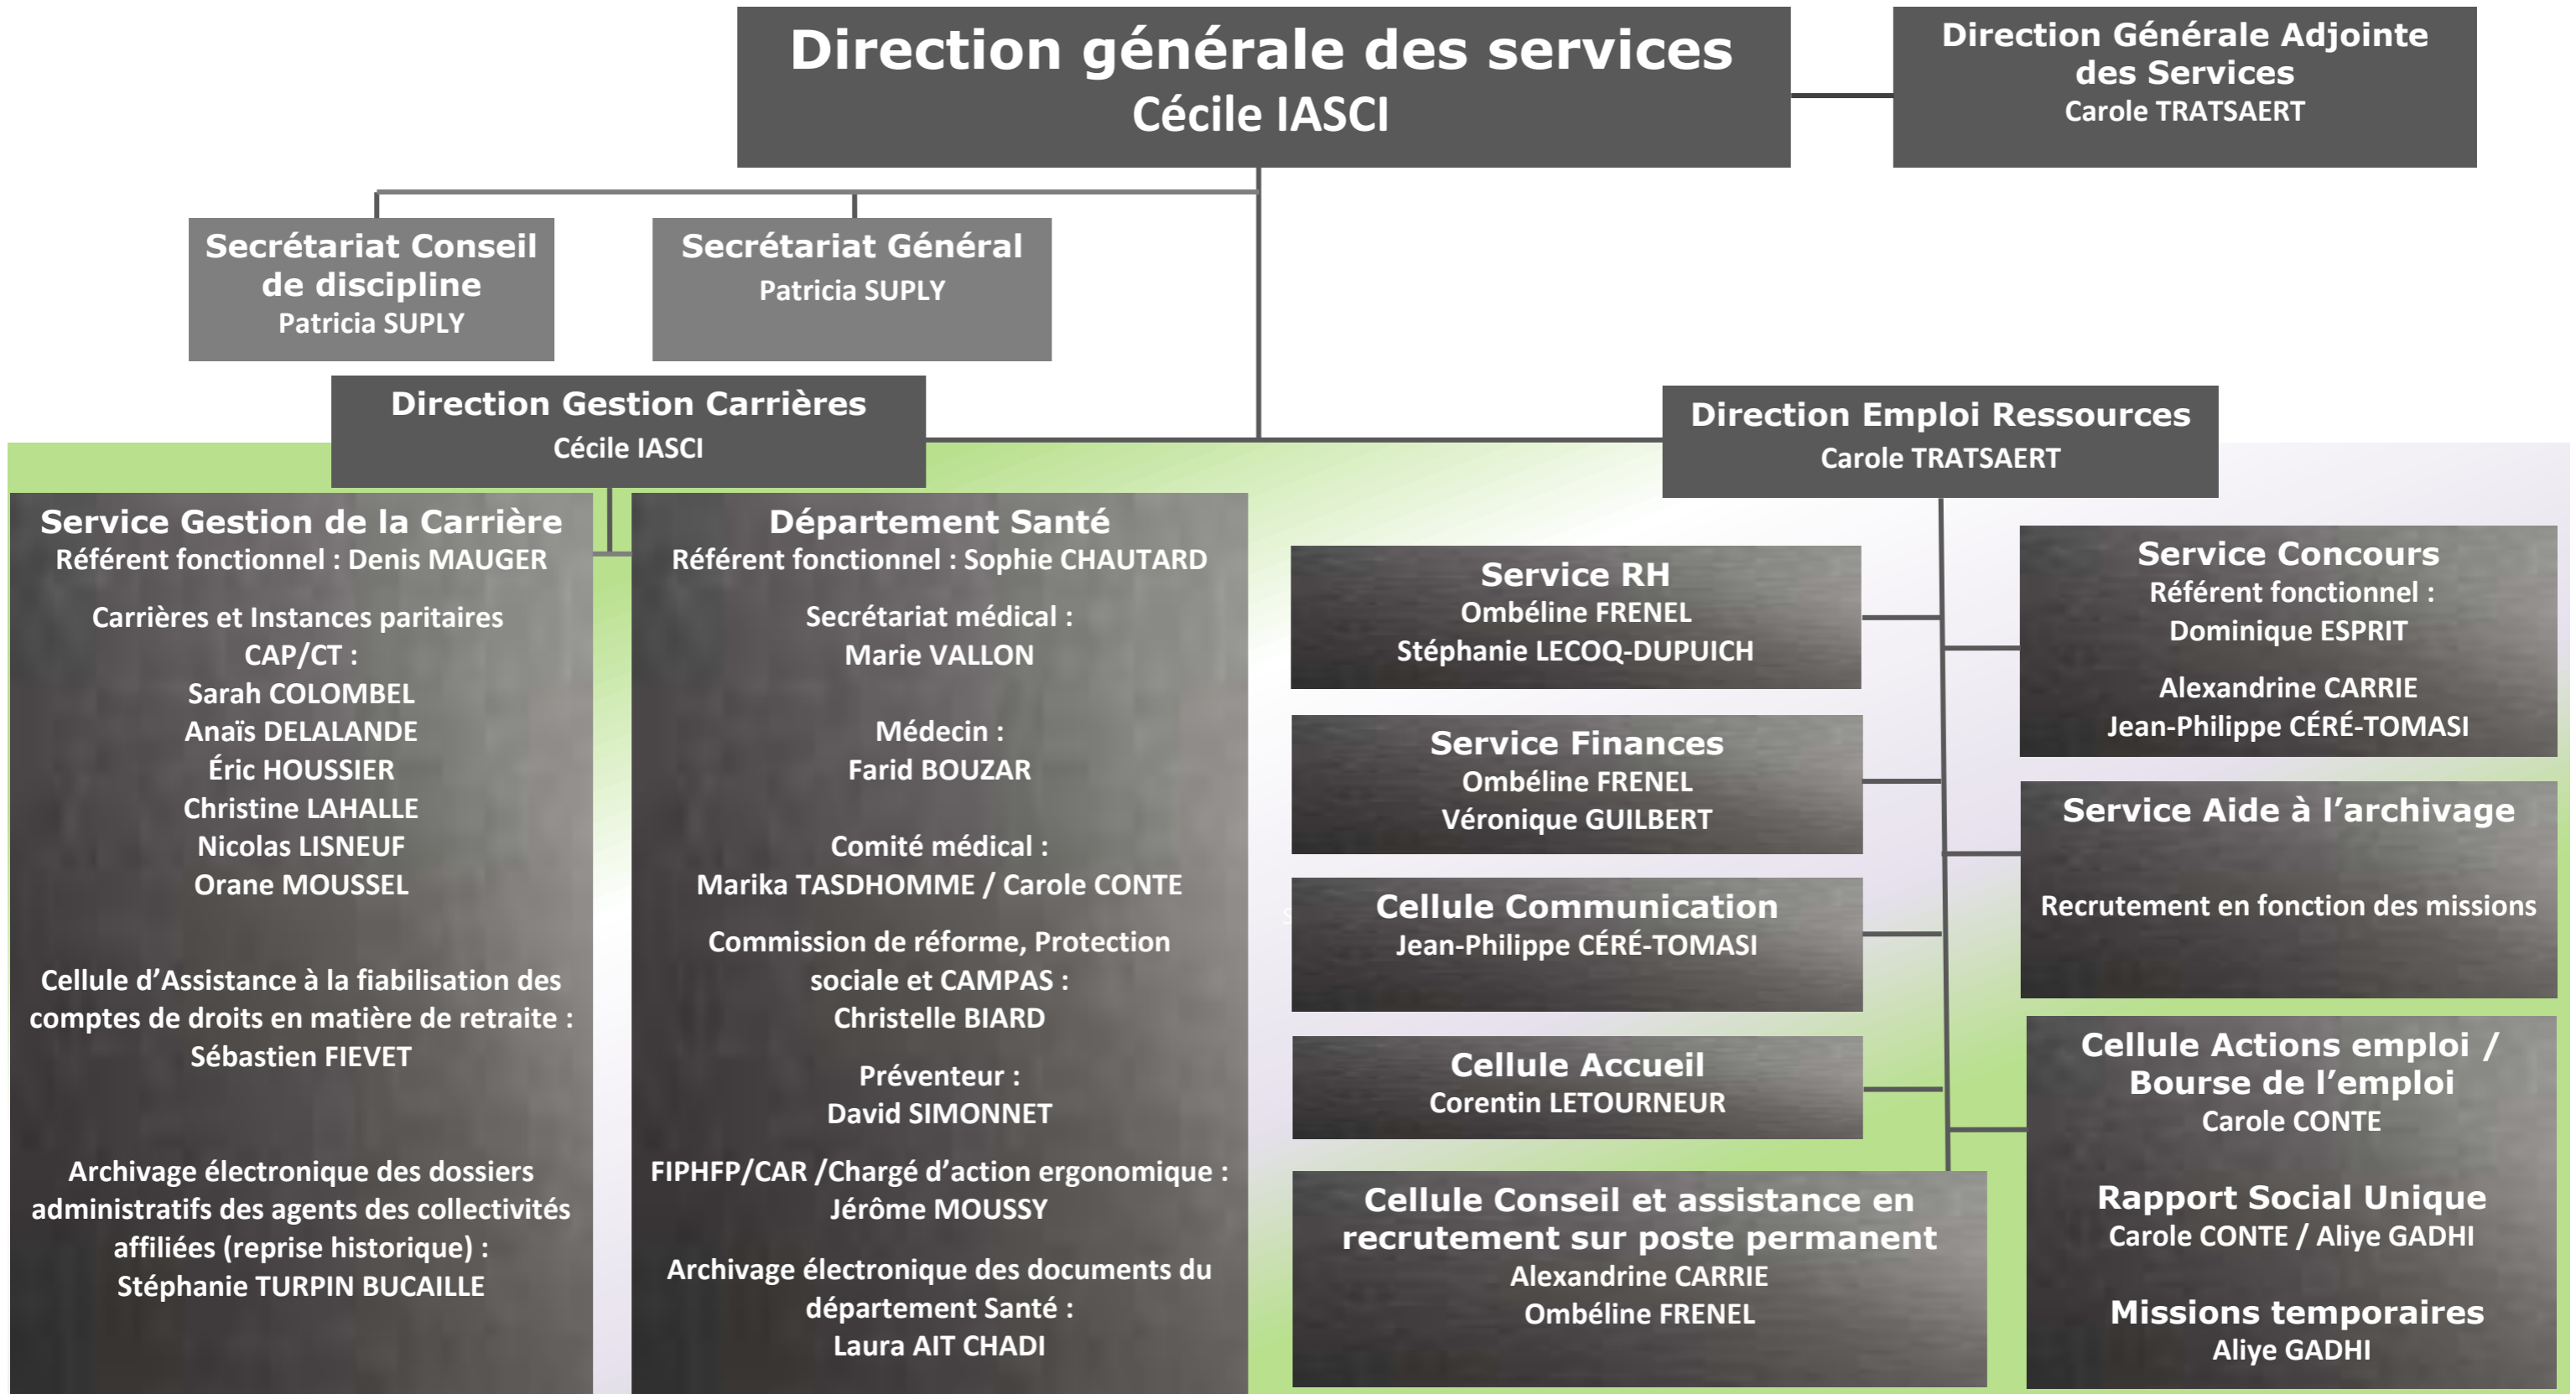 Direction générale des services
Cécile IASCI
Direction Générale Adjointe
des Services
Carole TRATSAERT
Secrétariat Conseil
de discipline
Patricia SUPLY
Secrétariat Général
Patricia SUPLY
Direction Gestion Carrières
Cécile IASCI
Direction Emploi Ressources
Carole TRATSAERT
Service Gestion de la Carrière
Référent fonctionnel : Denis MAUGER
Carrières et Instances paritaires
CAP/CT :
Sarah COLOMBEL
Anaïs DELALANDE
Éric HOUSSIER
Christine LAHALLE
Nicolas LISNEUF
Orane MOUSSEL
Cellule d’Assistance à la fiabilisation des
comptes de droits en matière de retraite :
Sébastien FIEVET
Archivage électronique des dossiers
administratifs des agents des collectivités
affiliées (reprise historique) :
Stéphanie TURPIN BUCAILLE
Département Santé
Référent fonctionnel : Sophie CHAUTARD
Secrétariat médical :
Marie VALLON
Médecin :
Farid BOUZAR
Comité médical :
Marika TASDHOMME / Carole CONTE
Commission de réforme, Protection
sociale et CAMPAS :
Christelle BIARD
Préventeur :
David SIMONNET
FIPHFP/CAR /Chargé d’action ergonomique :
Jérôme MOUSSY
Archivage électronique des documents du
département Santé :
Laura AIT CHADI
Service RH
Ombéline FRENEL
Stéphanie LECOQ-DUPUICH
Service Finances
Ombéline FRENEL
Véronique GUILBERT
Cellule Communication
Jean-Philippe CÉRÉ-TOMASI
Cellule Accueil
Corentin LETOURNEUR
Cellule Conseil et assistance en
recrutement sur poste permanent
Alexandrine CARRIE
Ombéline FRENEL
Service Concours
Référent fonctionnel :
Dominique ESPRIT
Alexandrine CARRIE
Jean-Philippe CÉRÉ-TOMASI
Service Aide à l’archivage
Recrutement en fonction des missions
Cellule Actions emploi /
Bourse de l’emploi
Carole CONTE
Rapport Social Unique
Carole CONTE / Aliye GADHI
Missions temporaires
Aliye GADHI